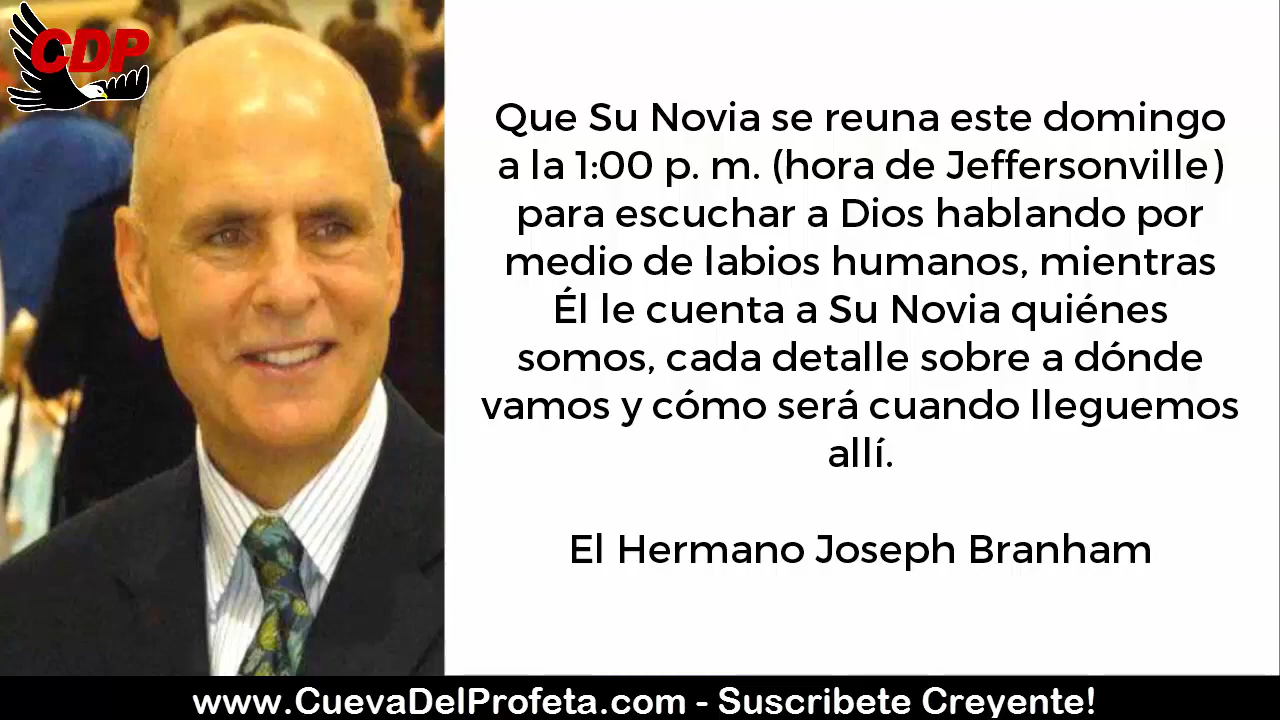 CDP
Que Su Novia se reuna este domingo
a la 1:00 p. m. (hora de Jeffersonville)
para escuchar a Dios hablando por
medio de labios humanos, mientras
Él le cuenta a Su Novia quiénes
somos, cada detalle sobre a dónde
vamos y cómo será cuando lleguemos
allí.
El Hermano Joseph Branham
www.CuevaDelProfeta.com - Suscribete Creyente!